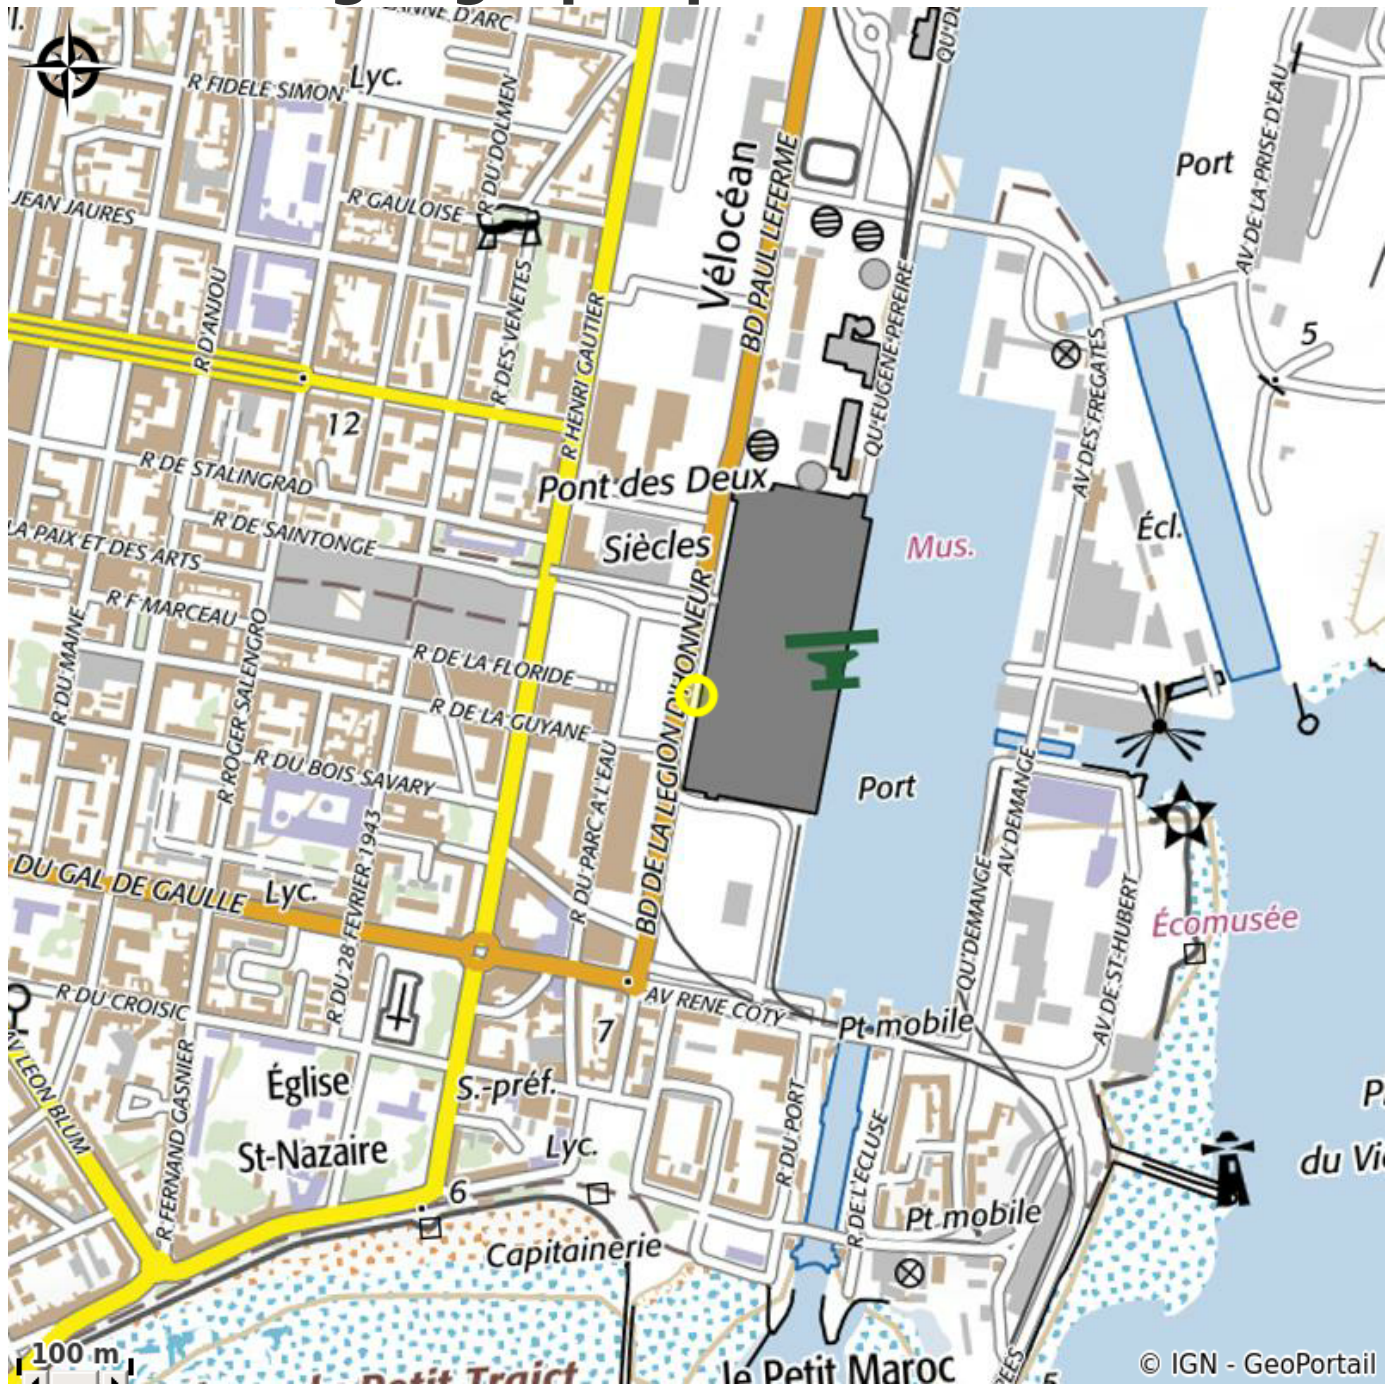 R FIDELE SIMON
Lyc.
R DU DOLMEN
R GAULOISE
JEAN JAURES
Vélocéan
BD PAUL LEFERME
Port
AV DE LA PRISE D'EAU
R D'ANJOU
R DES VENETES
R HENRI GAUTIER
QU EUGENE PEREIRE
AV DES FREGATES
5
12
R DE STALINGRAD
Pont des Deux
Siècles
R DE SAINTONGE
LA PAIX ET DES ARTS
R F MARCEAU
Mus.
Écl.
R DU MAINE
R ROGER SALENGRO
R DE LA FLORIDE
R DE LA GUYANE
BD DE LA LEGION D'HONNEUR
R DU BOIS SAVARY
R DU PARC A L'EAU
Port
AV DEMANGE
DU GAL DE GAULLE
Lyc.
R DU 28 FEVRIER 1943
QU DEMANGE
AV DE ST-HUBERT
Écomusée
R DU CROISIC
AV RENE COTY
Pt mobile
7
Église
St-Nazaire
S.-préf.
Lyc.
AV LEON BLUM
R FERNAND GASNIER
R DU PORT
R DE L'ECLUSE
du Vi
6
Pt mobile
Capitainerie
le Petit Maroc
100 m
© IGN - GeoPortail